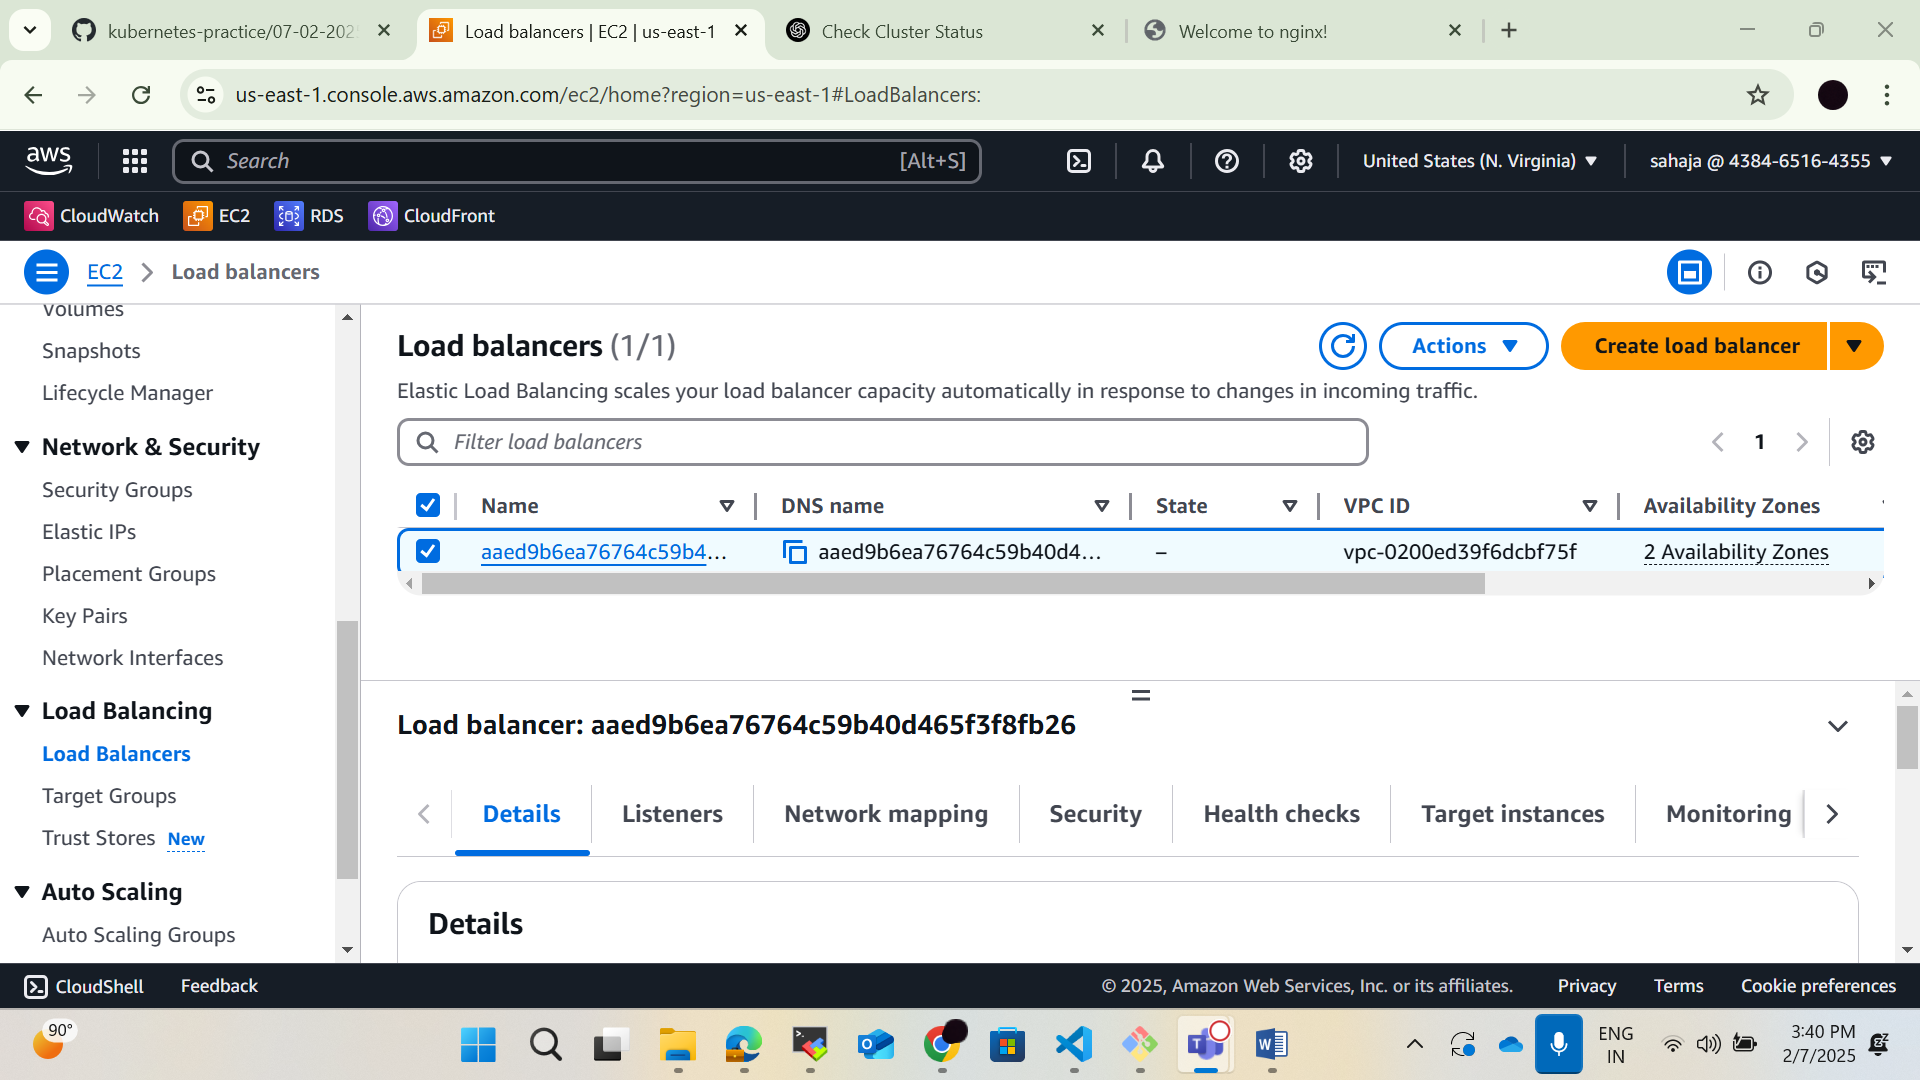 kubernetes-practice/07-02-202
Load balancers | EC2 | us-east-1
Check Cluster Status
Welcome to nginx!
us-east-1.console.aws.amazon.com/ec2/home?region=us-east-1#LoadBalancers:
aws
Search
[Alt+S]
United States (N. Virginia)
sahaja @ 4384-6516-4355
CloudWatch
EC2
RDS
CloudFront
EC2
Load balancers
Volumes
Snapshots
Lifecycle Manager
Network & Security
Security Groups
Elastic IPs
Placement Groups
Key Pairs
Network Interfaces
Load Balancing
Load Balancers
Target Groups
Trust Stores New
Auto Scaling
Auto Scaling Groups
Load balancers (1/1)
Actions
Create load balancer
Elastic Load Balancing scales your load balancer capacity automatically in response to changes in incoming traffic.
Filter load balancers
1
Name
DNS name
State
VPC ID
Availability Zones
aaed9b6ea76764c59b4...
aaed9b6ea76764c59b40d4...
–
vpc-0200ed39f6dcbf75f
2 Availability Zones
Load balancer: aaed9b6ea76764c59b40d465f3f8fb26
Details
Listeners
Network mapping
Security
Health checks
Target instances
Monitoring
Details
CloudShell
Feedback
© 2025, Amazon Web Services, Inc. or its affiliates.
Privacy
Terms
Cookie preferences
90°
ENG
IN
3:40 PM
2/7/2025